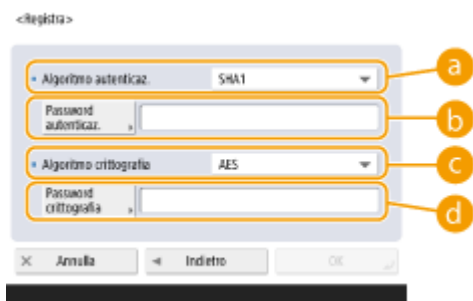 <Registra>
Algoritmo autenticaz. SHA1
a
Password
autenticaz.
b
Algoritmo crittografia AES
c
Password
crittografia
d
Annulla Indietro OK